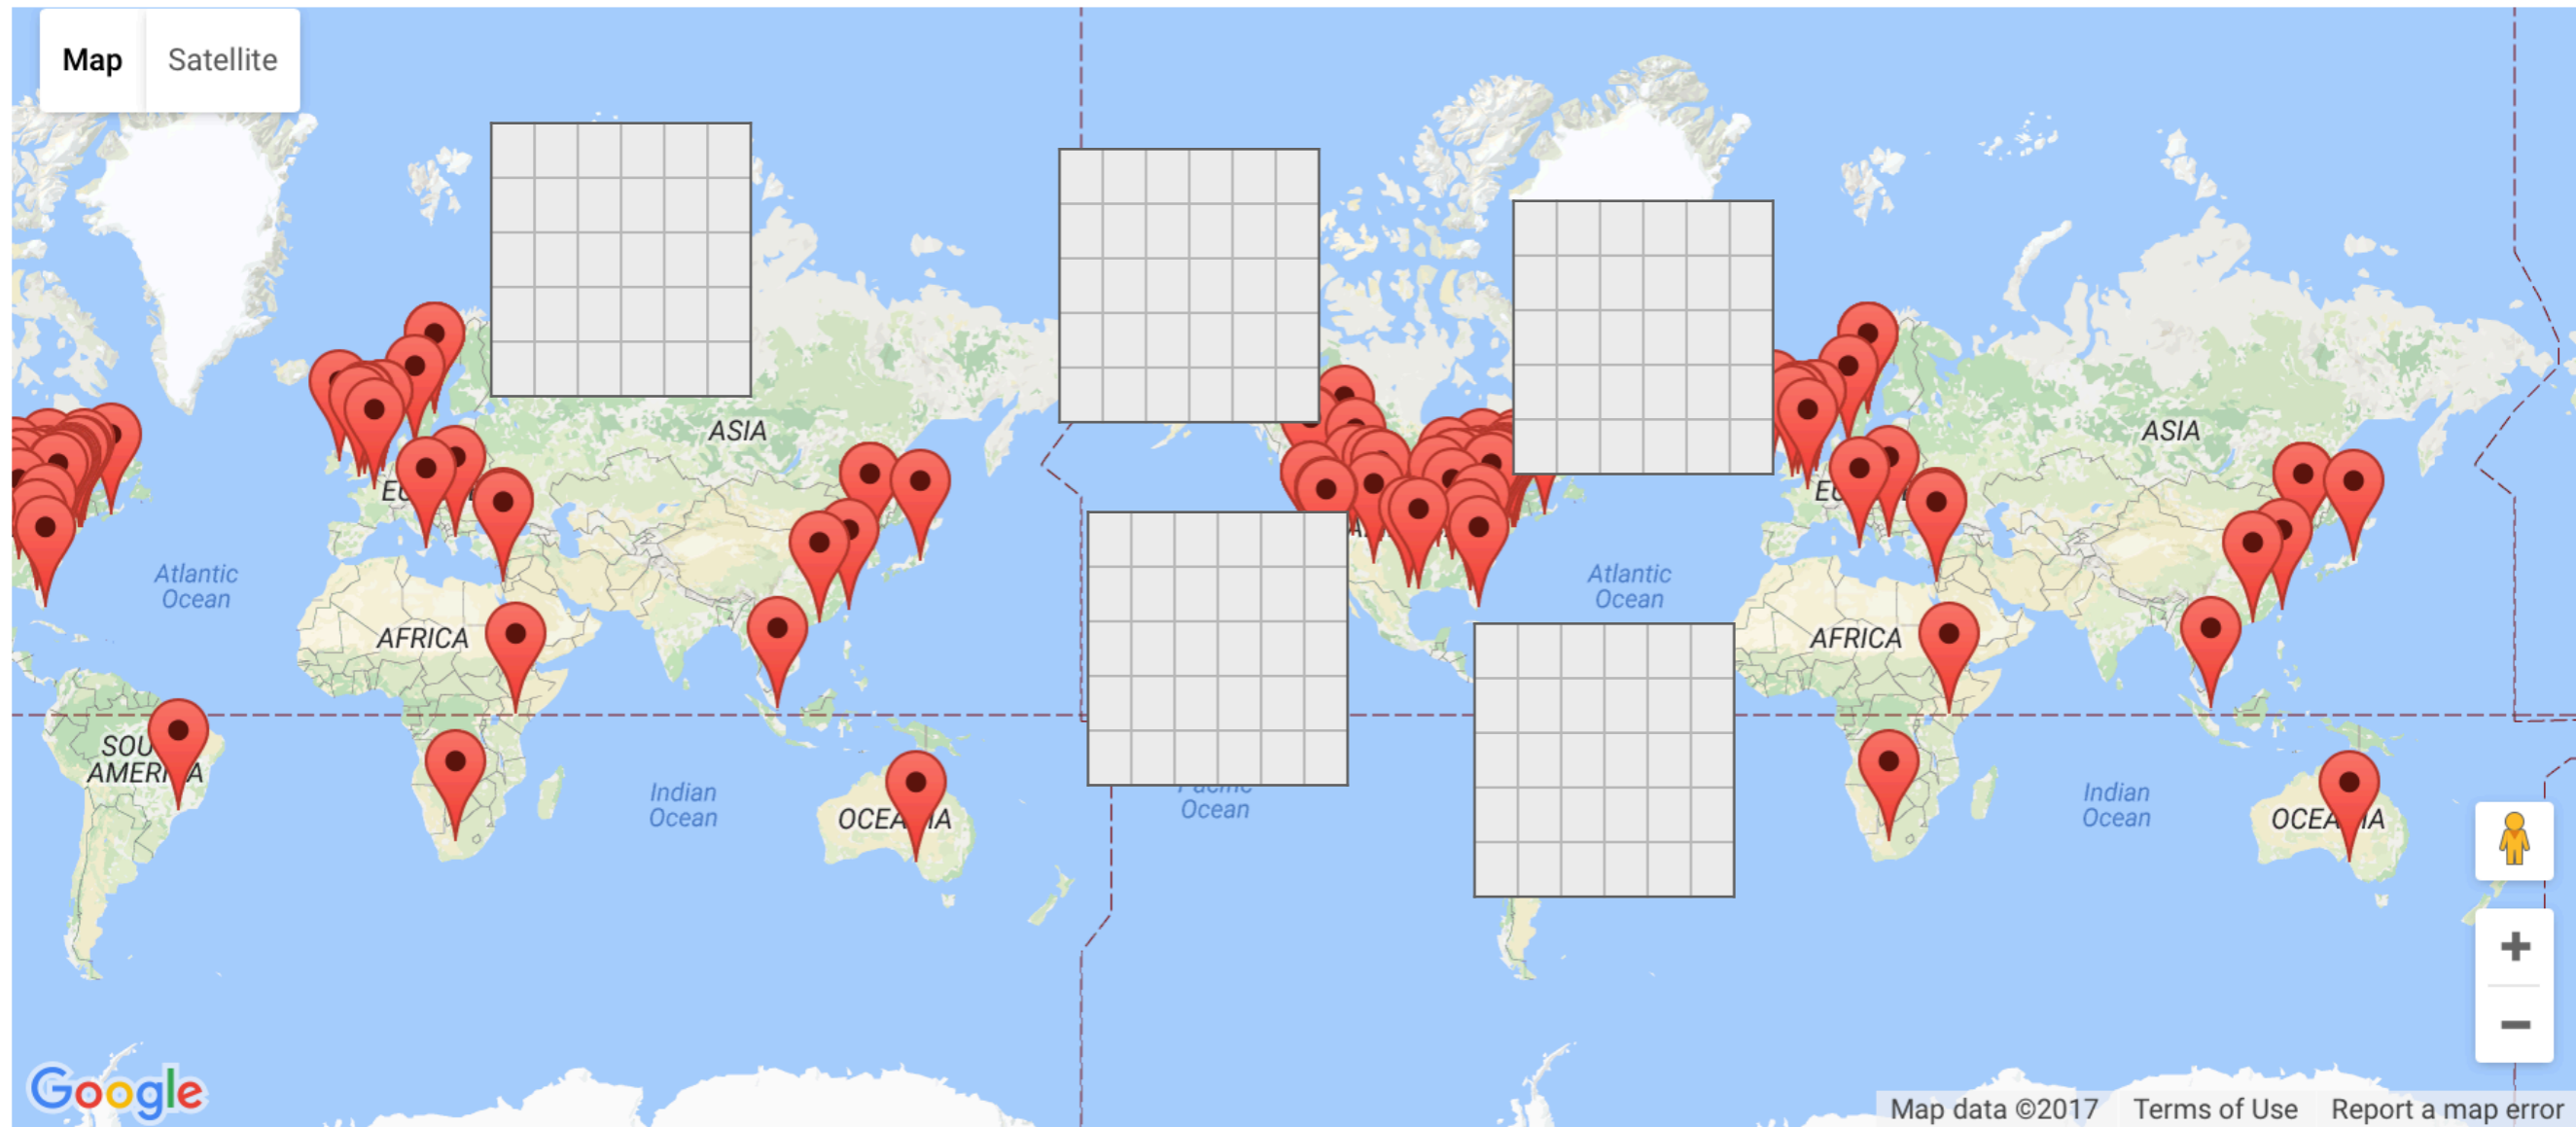 Map
Satellite
ASIA
ASIA
Atlantic
Ocean
Atlantic
Ocean
AFRICA
AFRICA
Indian
Ocean
Pacific
Ocean
Indian
Ocean
Google
Map data ©2017
Terms of Use
Report a map error